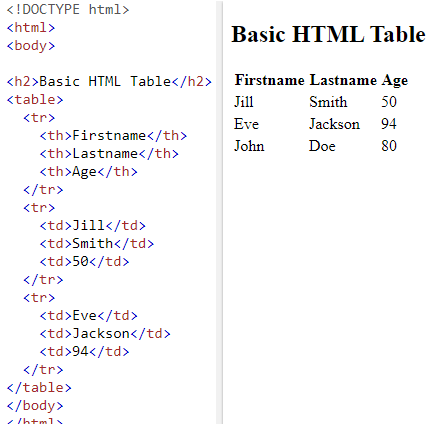 <!DOCTYPE html>
<html>
<body>
<h2>Basic HTML Table</h2>
<table>
<tr>
<th>Firstname</th>
<th>Lastname</th>
<th>Age</th>
</tr>
<tr>
<td>Jill</td>
<td>Smith</td>
<td>50</td>
</tr>
<tr>
<td>Eve</td>
<td>Jackson</td>
<td>94</td>
</tr>
</table>
</body>
</html>
Basic HTML Table
Firstname Lastname Age
Jill Smith 50
Eve Jackson 94
John Doe 80